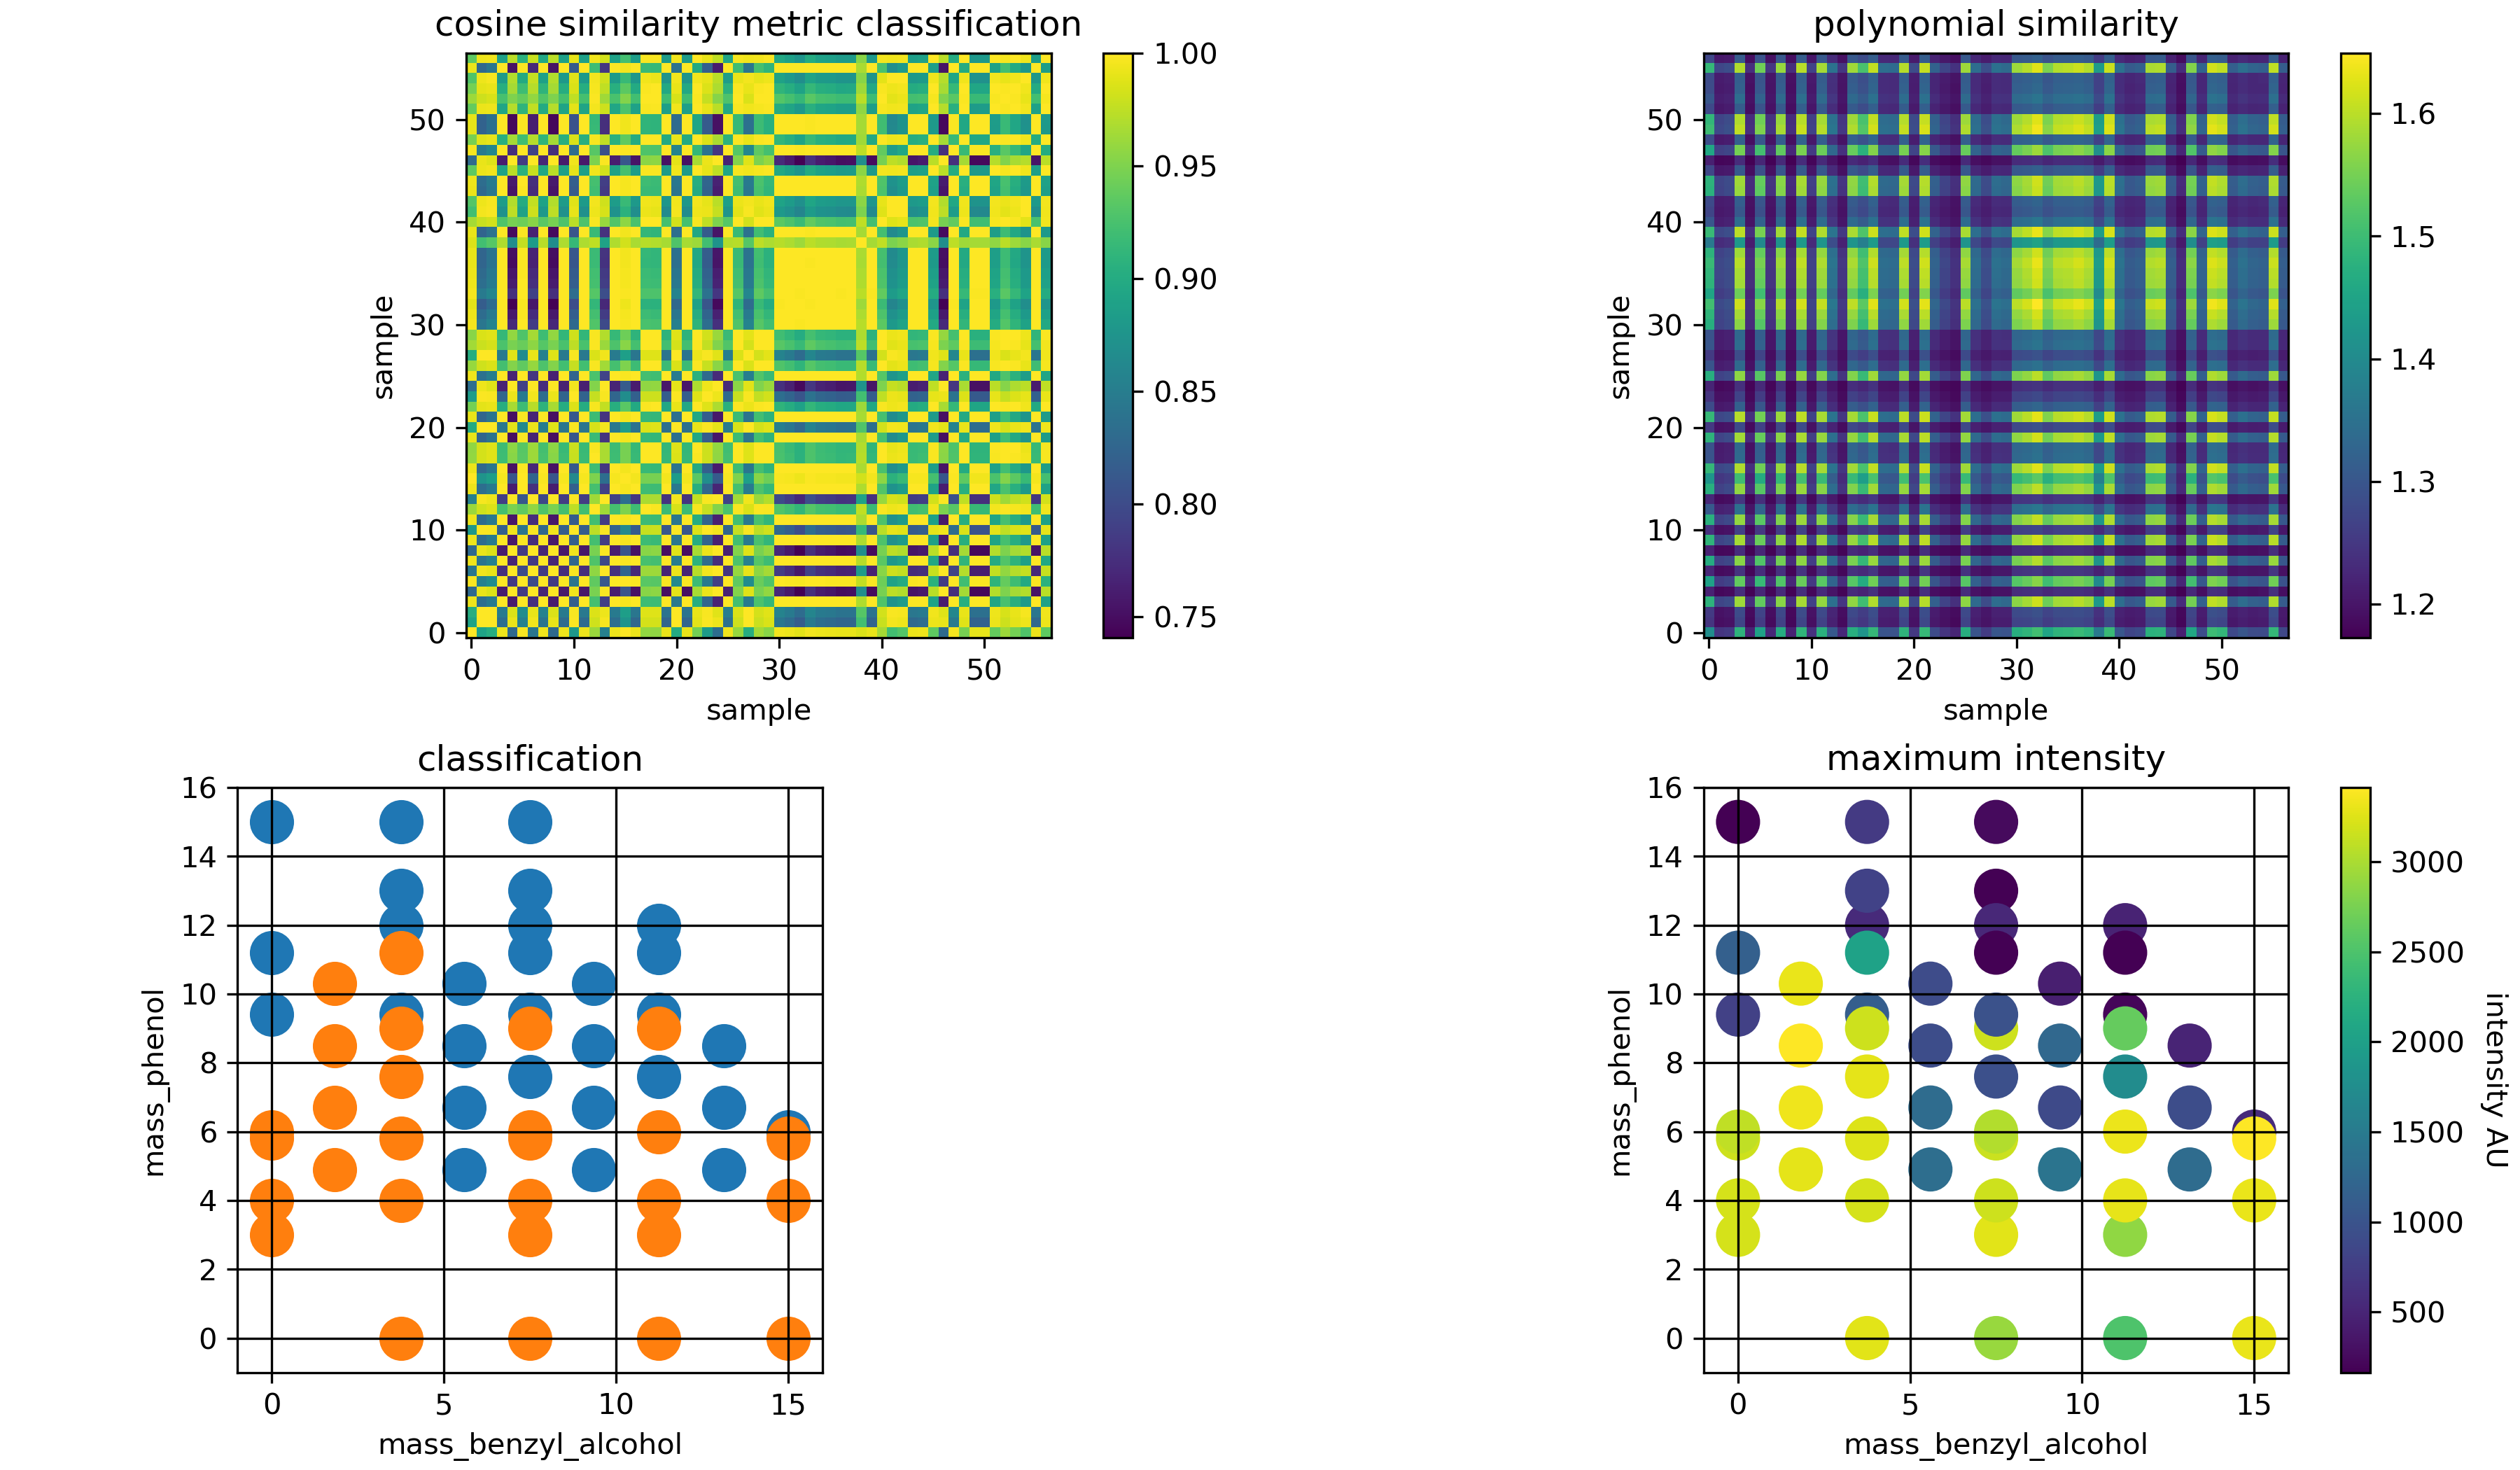 cosine similarity metric classification
50
40
30
20
10
0
sample
0 10 20 30 40 50
sample
1.00
0.95
0.90
0.85
0.80
0.75
polynomial similarity
50
40
30
20
10
0
sample
0 10 20 30 40 50
sample
1.6
1.5
1.4
1.3
1.2
classification
16
14
12
10
8
6
4
2
0
mass_phenol
0 5 10 15
mass_benzyl_alcohol
maximum intensity
16
14
12
10
8
6
4
2
0
mass_phenol
0 5 10 15
mass_benzyl_alcohol
3000
2500
2000
1500
1000
500
intensity AU